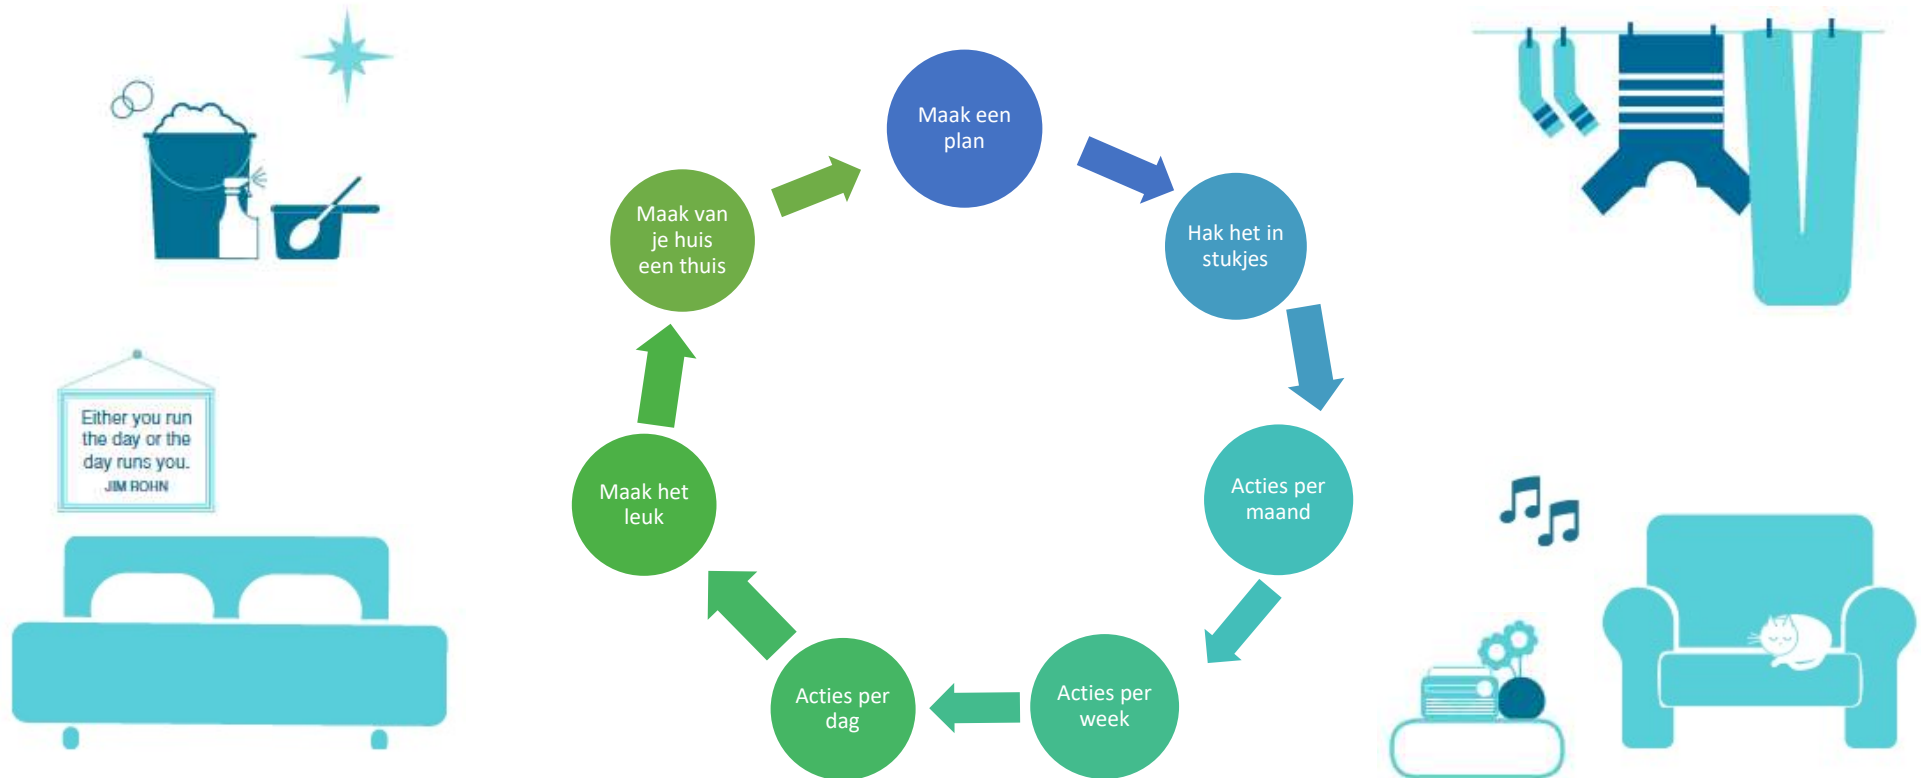 Maak een
plan
Hak het in
stukjes
Acties per
maand
Acties per
week
Acties per
dag
Maak het
leuk
Maak van
je huis
een thuis
Either you run
the day or the
day runs you.
JIM ROHN